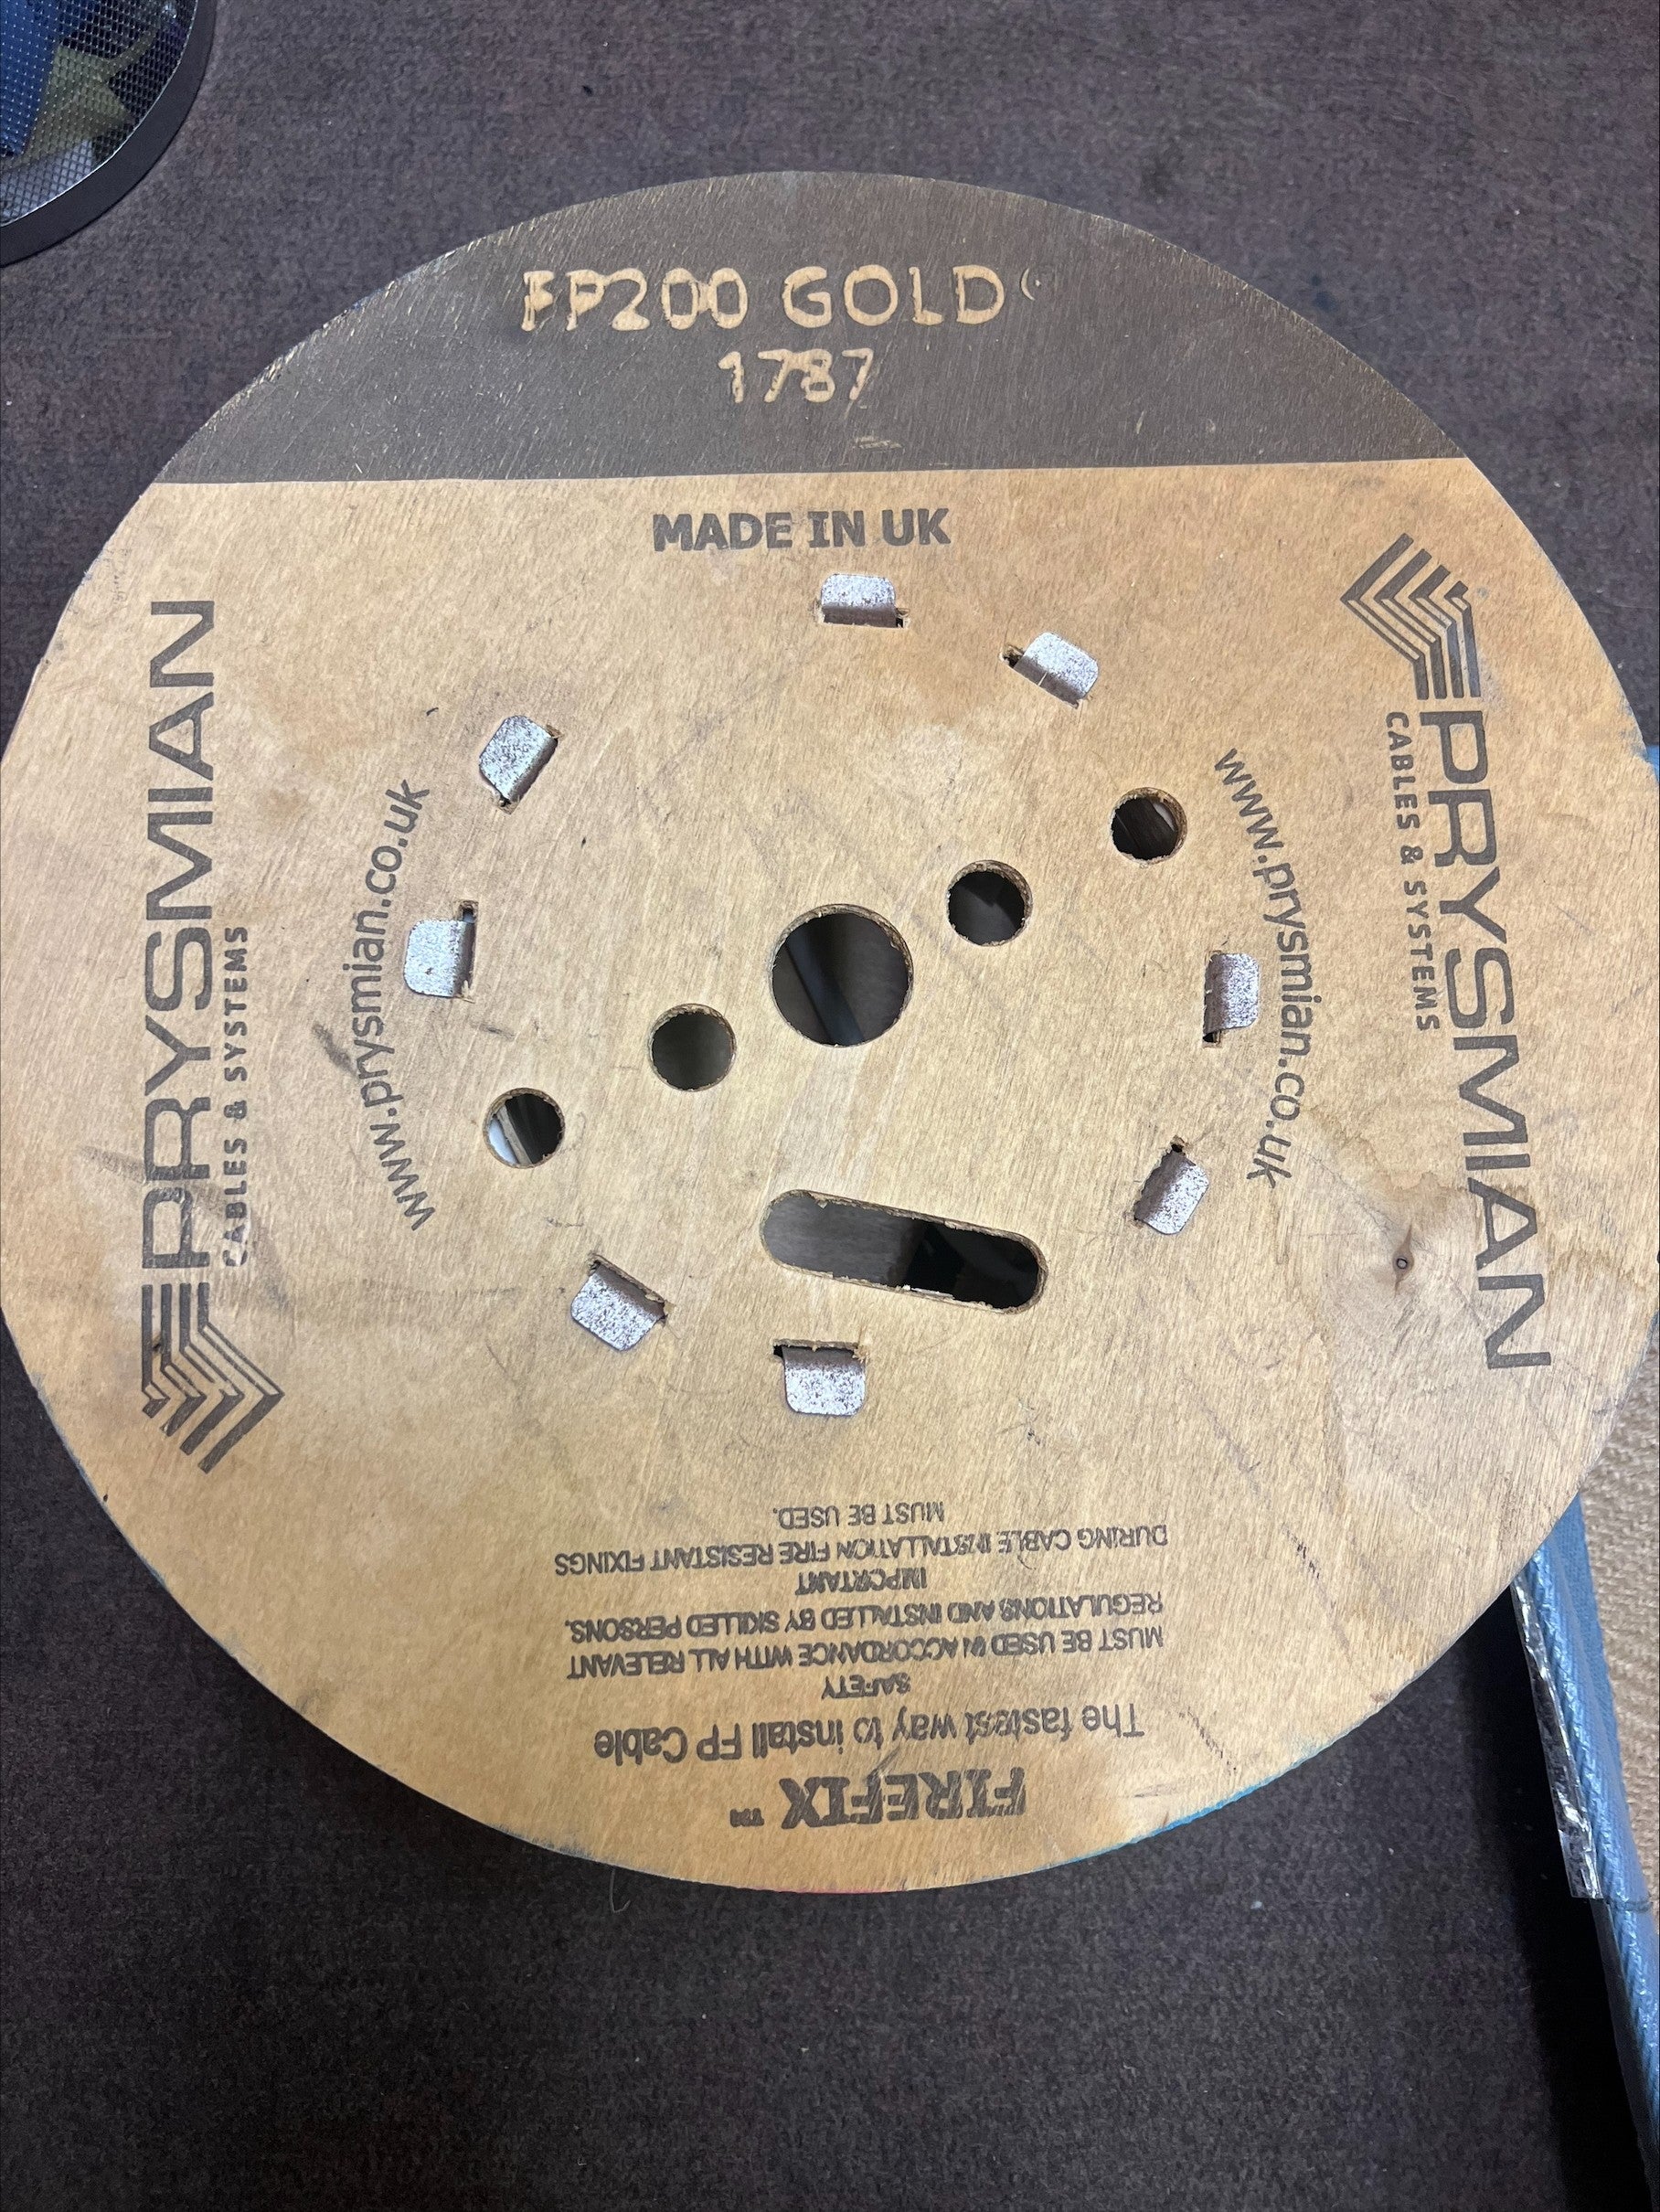 FP200 GOLD®
1787
MADE IN UK
PRYSMIAN
CABLES & SYSTEMS
www.prysmian.co.uk
www.prysmian.co.uk
PRYSMIAN
CABLES & SYSTEMS
FIREFIX™
The fastest way to install FP Cable
SAFETY
MUST BE USED IN ACCORDANCE WITH ALL RELEVANT
REGULATIONS AND INSTALLED BY SKILLED PERSONS.
IMPORTANT
DURING CABLE INSTALLATION FIRE RESISTANT FIXINGS
MUST BE USED.